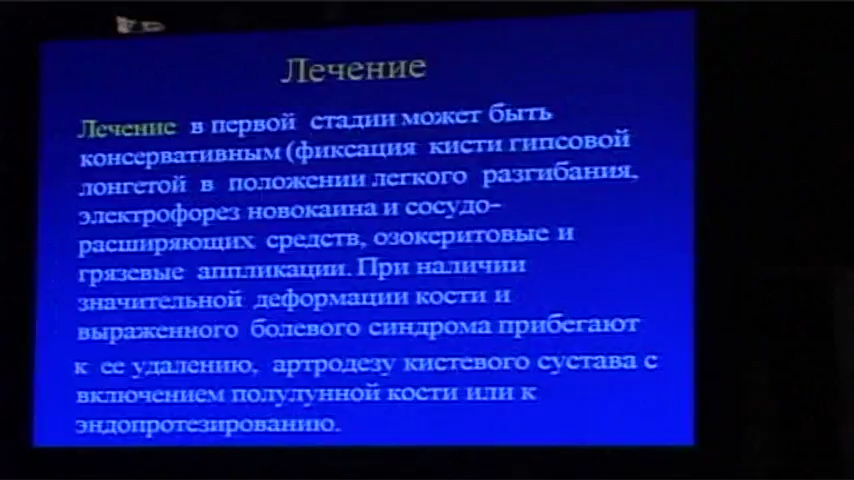 Лечение
Лечение в первой стадии может быть
консервативным (фиксация кисти гипсовой
лонгетой в положении легкого разгибания,
электрофорез новокаина и сосудо-
расширяющих средств, озокеритовые и
грязевые аппликации. При наличии
значительной деформации кости и
выраженного болевого синдрома прибегают
к ее удалению, артродезу кистевого сустава с
включением полулунной кости или к
эндопротезированию.